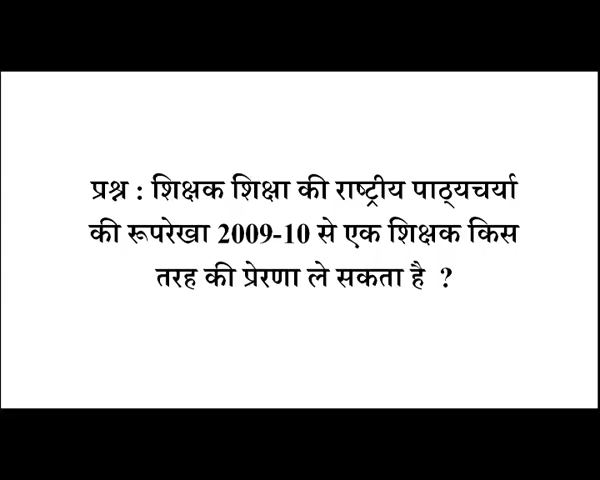 प्रश्न : शिक्षक शिक्षा की राष्ट्रीय पाठ्यचर्या
की रूपरेखा 2009-10 से एक शिक्षक किस
तरह की प्रेरणा ले सकता है ?